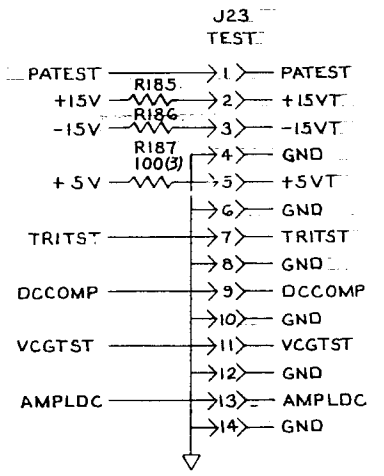 J23
TEST
PATEST 1 PATEST
R185
+15V 2 +15VT
R186
-15V 3 -15VT
R187
100(3) 4 GND
+5V 5 +5VT
6 GND
TRITST 7 TRITST
8 GND
DCCOMP 9 DCCOMP
10 GND
VCGTST 11 VCGTST
12 GND
AMPLDC 13 AMPLDC
14 GND